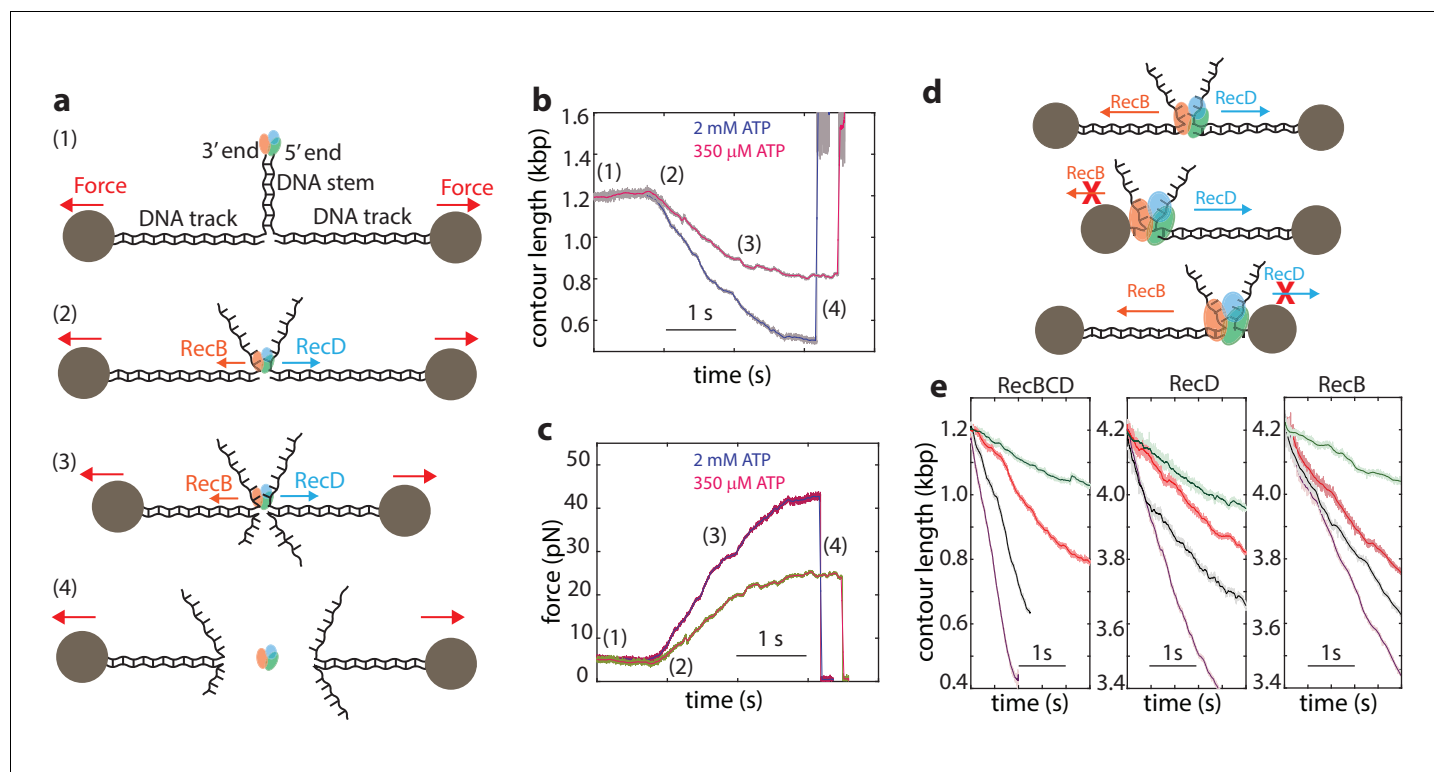 a
(1)
3’ end
5’ end
DNA stem
Force
Force
DNA track
DNA track
(2)
RecB
RecD
(3)
RecB
RecD
(4)
b
contour length (kbp)
1.6
1.4
1.2
1.0
0.8
0.6
2 mM ATP
350 µM ATP
(1)
(2)
(3)
(4)
1 s
time (s)
c
force (pN)
50
40
30
20
10
0
2 mM ATP
350 µM ATP
(1)
(2)
(3)
(4)
1 s
time (s)
d
RecB
RecD
RecB
RecD
RecB
RecD
e
RecBCD
RecD
RecB
contour length (kbp)
1.2
1.0
0.8
0.6
0.4
1s
time (s)
4.2
4.0
3.8
3.6
3.4
1s
time (s)
4.2
4.0
3.8
3.6
3.4
1s
time (s)